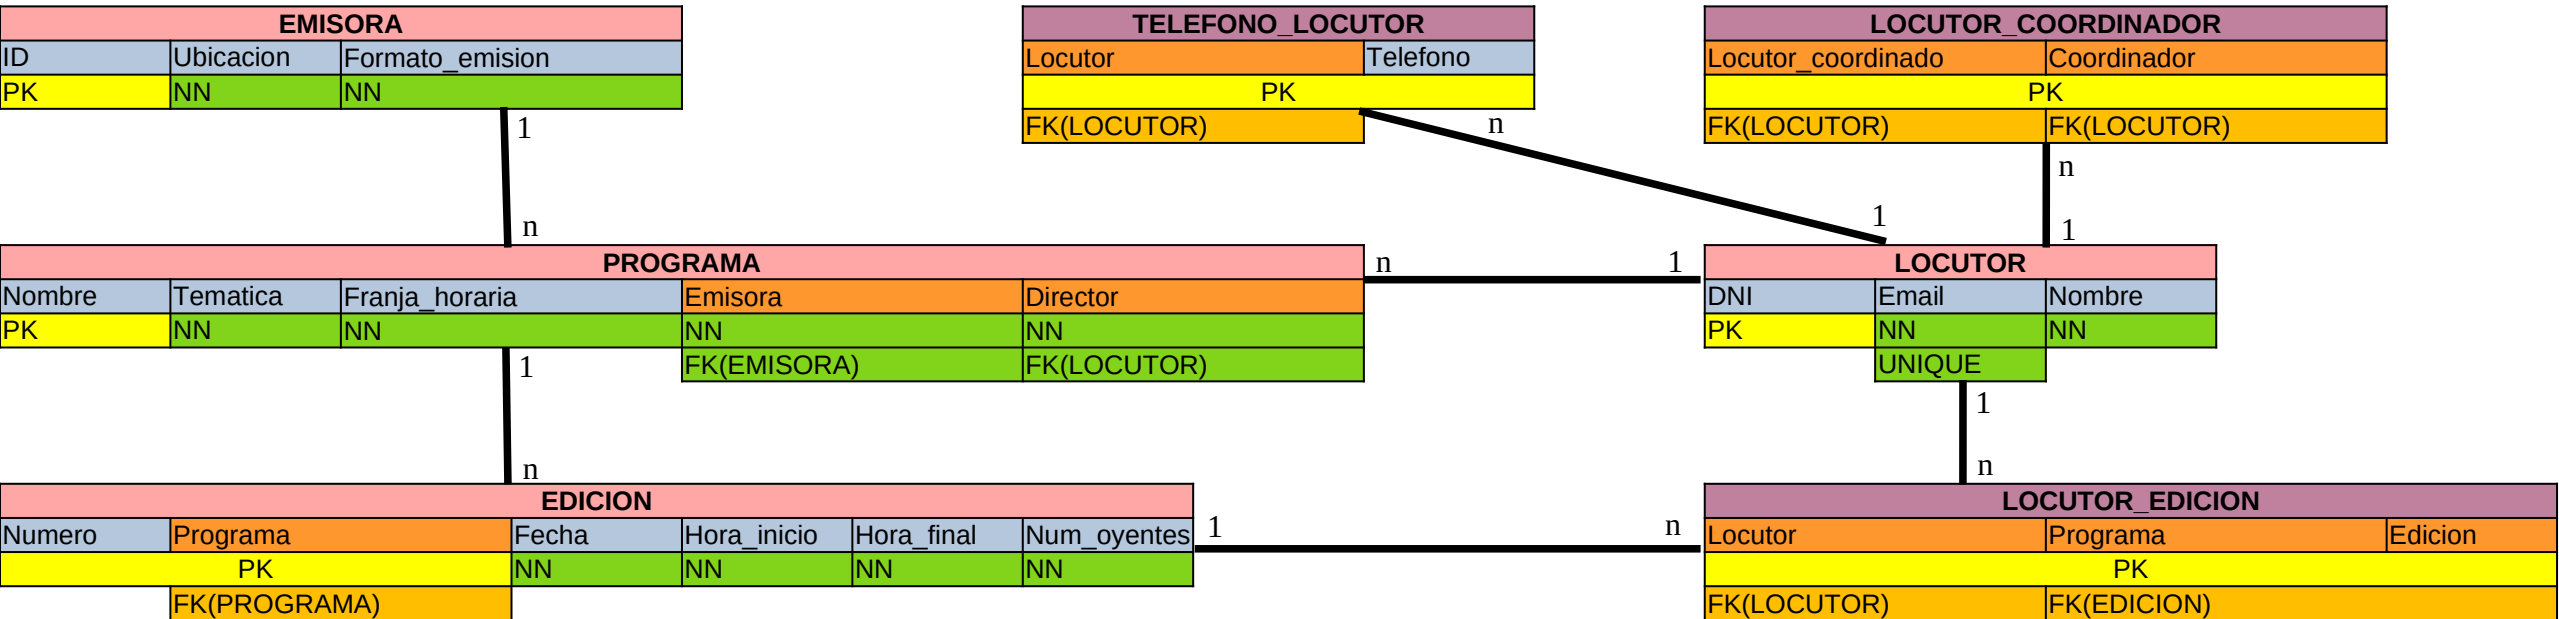 EMISORA
ID Ubicacion Formato_emision
PK NN NN
TELEFONO_LOCUTOR
Locutor Telefono
PK
FK(LOCUTOR)
LOCUTOR_COORDINADOR
Locutor_coordinado Coordinador
PK
FK(LOCUTOR) FK(LOCUTOR)
1
n
n
1
n
1
PROGRAMA
Nombre Tematica Franja_horaria Emisora Director
PK NN NN NN NN
FK(EMISORA) FK(LOCUTOR)
n 1
LOCUTOR
DNI Email Nombre
PK NN NN
UNIQUE
1
n
1
n
EDICION
Numero Programa Fecha Hora_inicio Hora_final Num_oyentes
PK NN NN NN NN
FK(PROGRAMA)
1 n
LOCUTOR_EDICION
Locutor Programa Edicion
PK
FK(LOCUTOR) FK(EDICION)